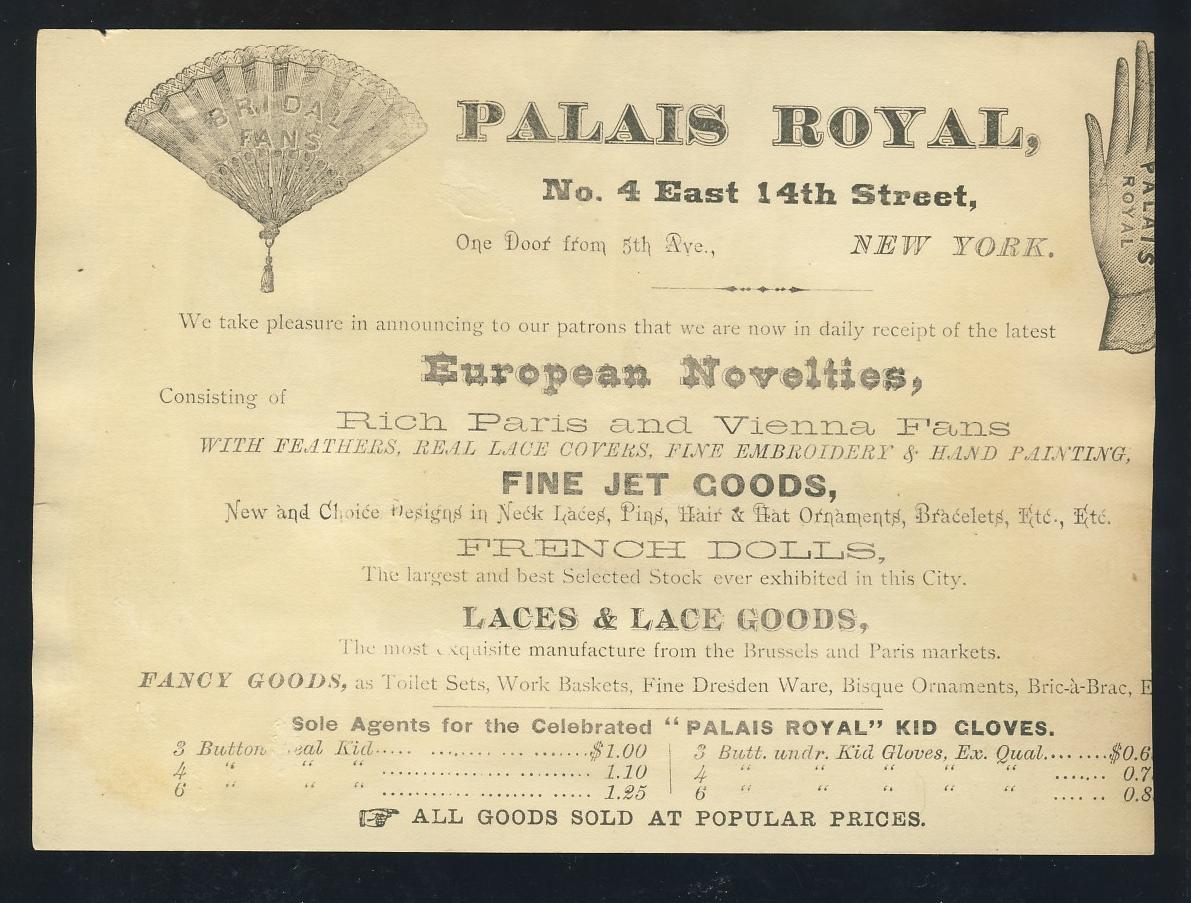 BRIDAL
FANS
PALAIS ROYAL,
No. 4 East 14th Street,
One Door from 5th Ave., NEW YORK.
PALAIS
ROYAL
We take pleasure in announcing to our patrons that we are now in daily receipt of the latest
European Novelties,
Consisting of
Rich Paris and Vienna Fans
WITH FEATHERS, REAL LACE COVERS, FINE EMBROIDERY & HAND PAINTING,
FINE JET GOODS,
New and Choice Designs in Neck Laces, Pins, Hair & Hat Ornaments, Bracelets, Etc., Etc.
FRENCH DOLLS,
The largest and best Selected Stock ever exhibited in this City.
LACES & LACE GOODS,
The most exquisite manufacture from the Brussels and Paris markets.
FANCY GOODS, as Toilet Sets, Work Baskets, Fine Dresden Ware, Bisque Ornaments, Bric-à-Brac,
Sole Agents for the Celebrated "PALAIS ROYAL" KID GLOVES.
3 Button Real Kid..... .......................$1.00 3 Butt. undr. Kid Gloves, Ex. Qual........$0.6
4 " " " .............................. 1.10 4 " " " " " ....... 0.7
6 " " " .............................. 1.25 6 " " " " " .... .. 0.8
☞ ALL GOODS SOLD AT POPULAR PRICES.